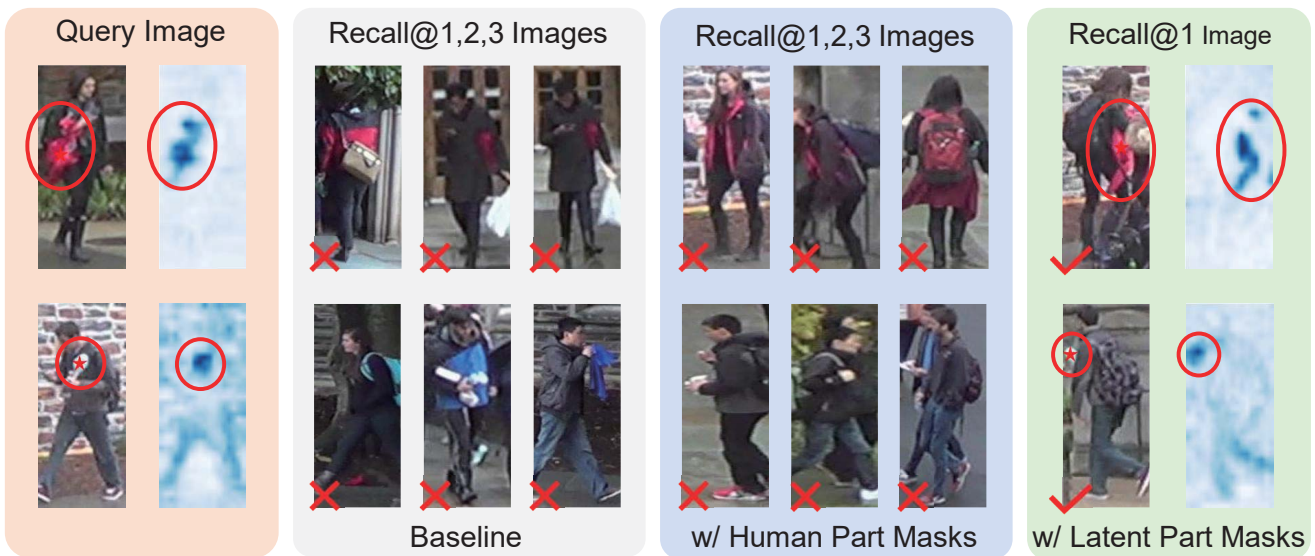 Query Image
Recall@1,2,3 Images
Recall@1,2,3 Images
Recall@1 Image
Baseline
w/ Human Part Masks
w/ Latent Part Masks